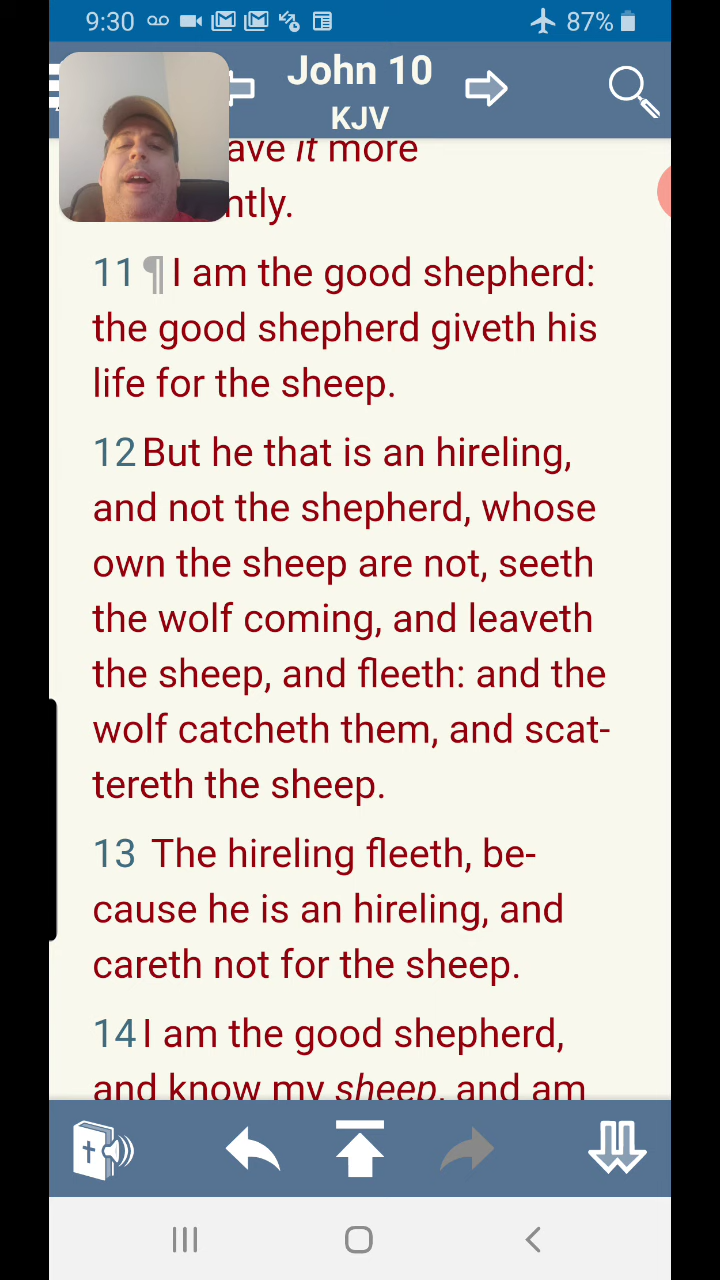 9:30
87%
John 10
KJV
ave it more
ntly.
11 ¶ I am the good shepherd:
the good shepherd giveth his
life for the sheep.
12 But he that is an hireling,
and not the shepherd, whose
own the sheep are not, seeth
the wolf coming, and leaveth
the sheep, and fleeth: and the
wolf catcheth them, and scat-
tereth the sheep.
13 The hireling fleeth, be-
cause he is an hireling, and
careth not for the sheep.
14 I am the good shepherd,
and know my sheep, and am